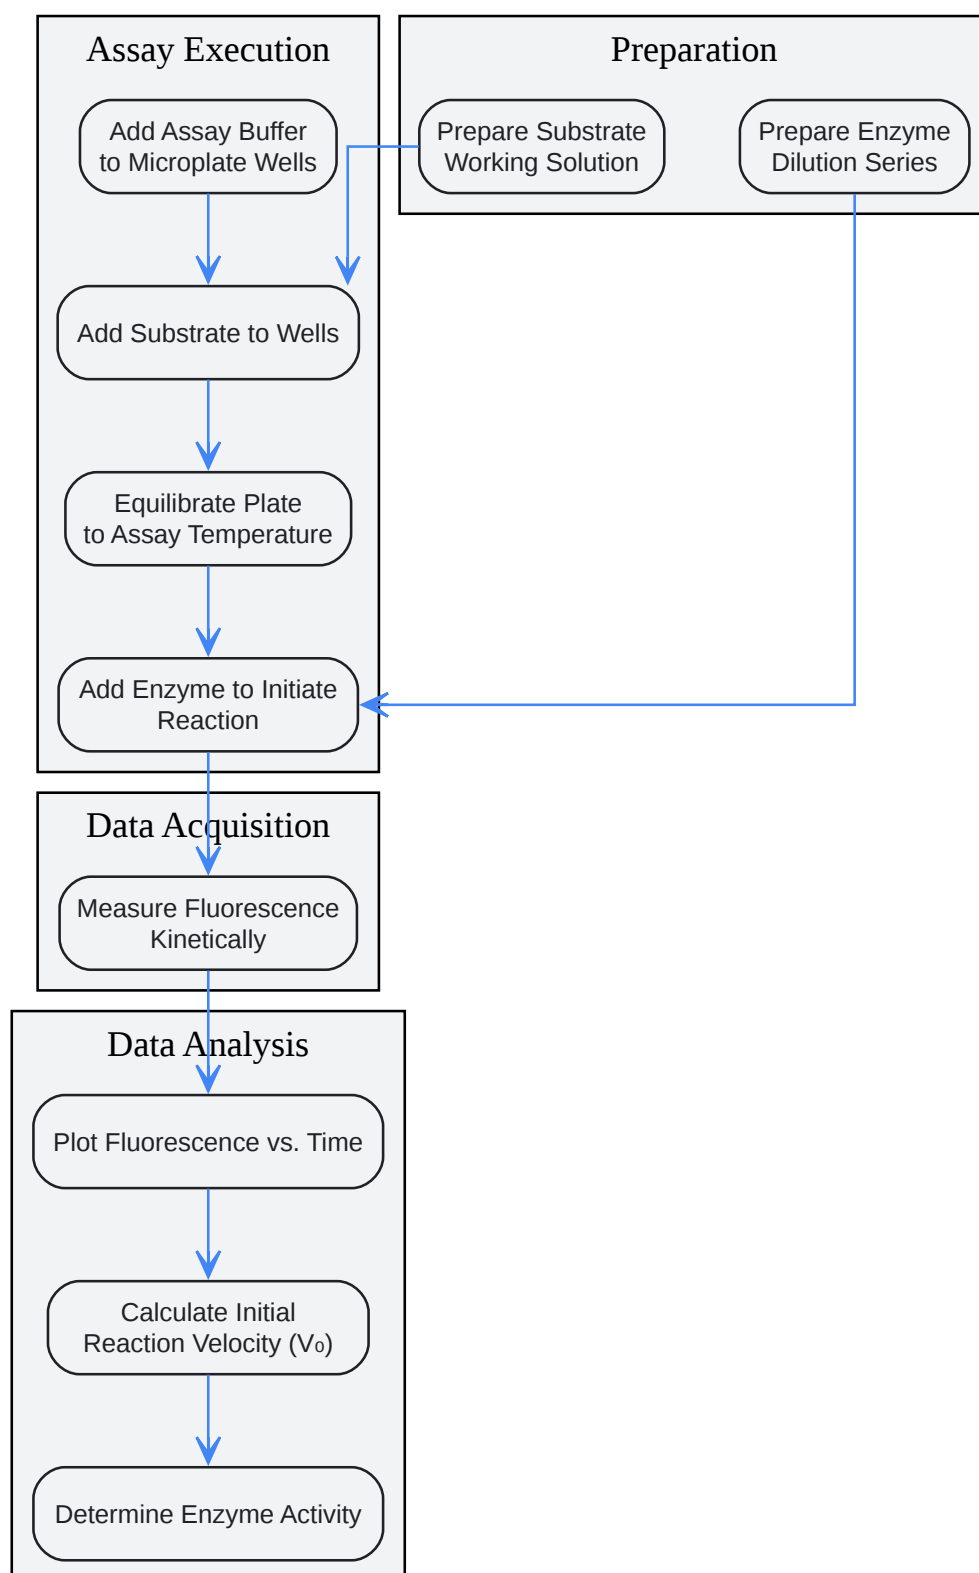 Assay Execution
Add Assay Buffer
to Microplate Wells
Add Substrate to Wells
Equilibrate Plate
to Assay Temperature
Add Enzyme to Initiate
Reaction
Preparation
Prepare Substrate
Working Solution
Prepare Enzyme
Dilution Series
Data Acquisition
Measure Fluorescence
Kinetically
Data Analysis
Plot Fluorescence vs. Time
Calculate Initial
Reaction Velocity (V₀)
Determine Enzyme Activity